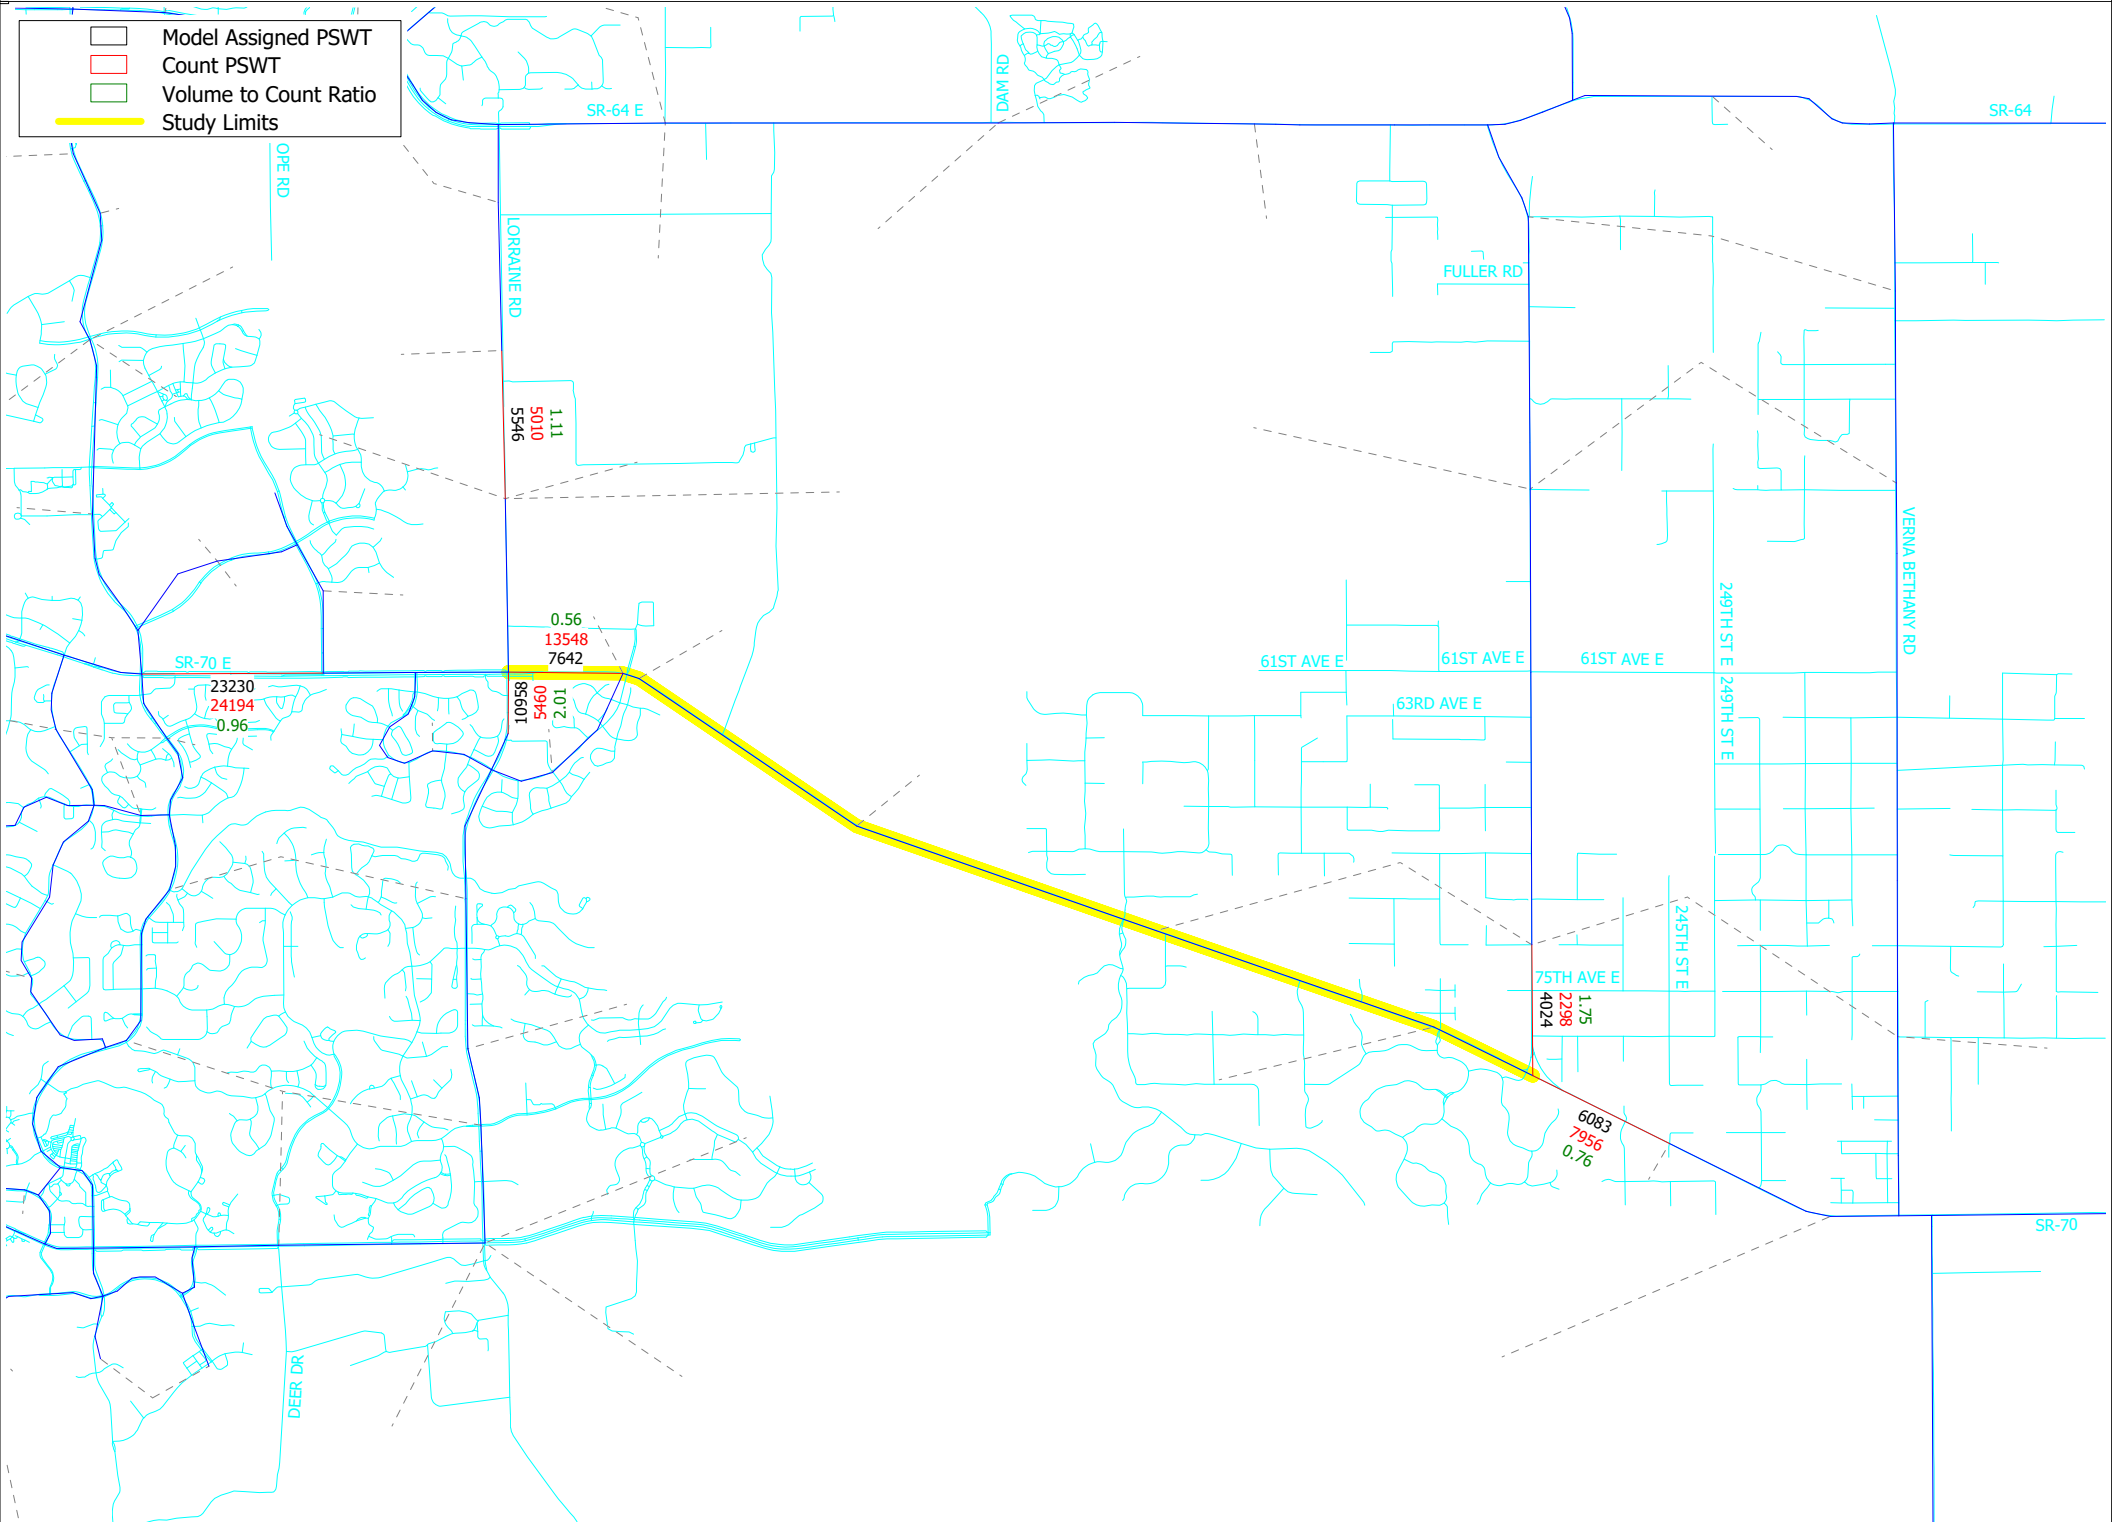 Model Assigned PSWT
Count PSWT
Volume to Count Ratio
Study Limits
SR-64 E
DAM RD
SR-64
OPE RD
LORRAINE RD
FULLER RD
1.11
5010
5546
VERNA BETHANY RD
249TH ST E
0.56
13548
7642
SR-70 E
23230
24194
0.96
10958
5460
2.01
61ST AVE E
61ST AVE E
61ST AVE E
249TH ST E
63RD AVE E
245TH ST E
75TH AVE E
1.75
2298
4024
6083
7956
0.76
SR-70
DEER DR